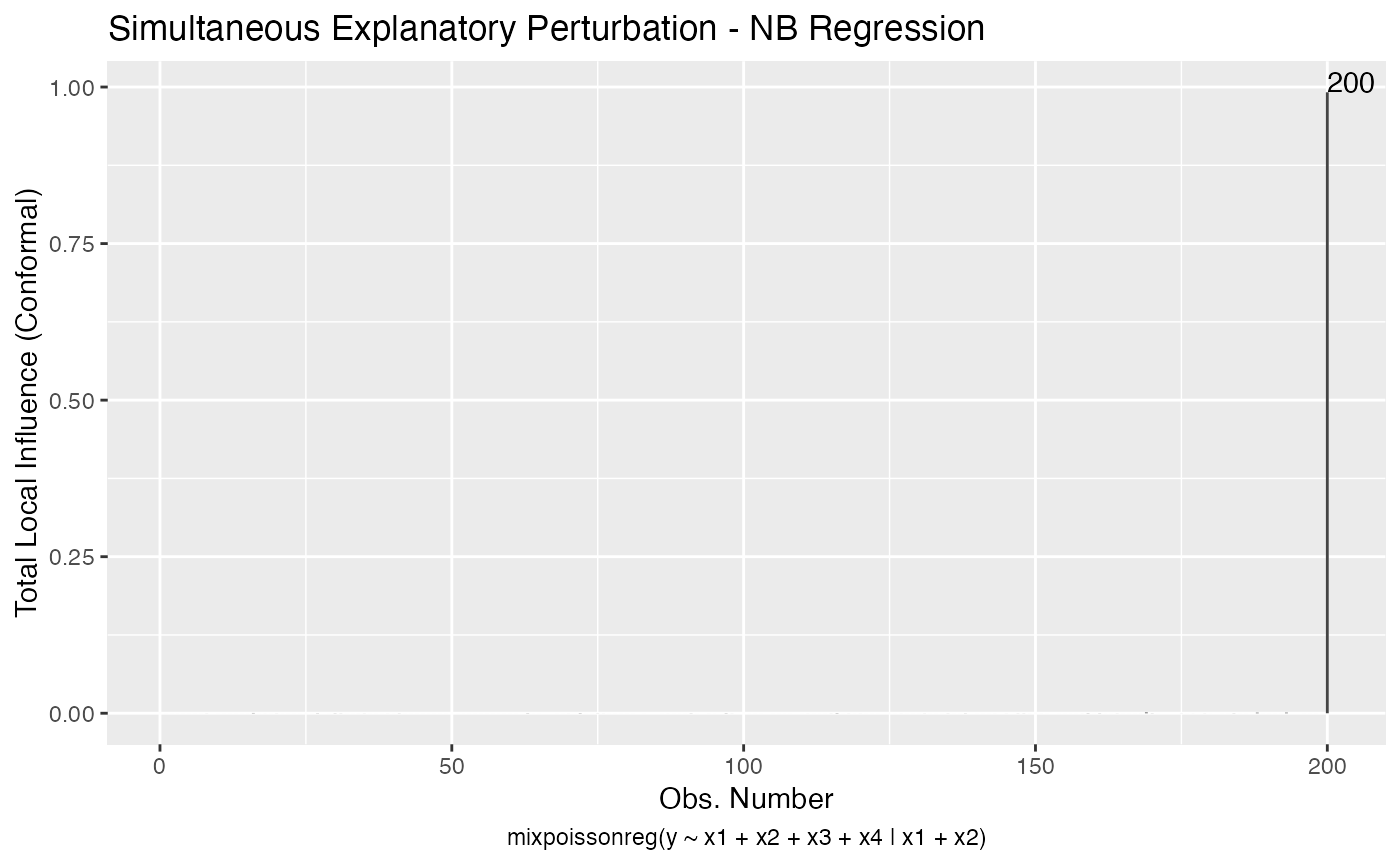 Simultaneous Explanatory Perturbation - NB Regression
200
1.00
0.75
0.50
0.25
0.00
Total Local Influence (Conformal)
0 50 100 150 200
Obs. Number
mixpoissonreg(y ~ x1 + x2 + x3 + x4 | x1 + x2)